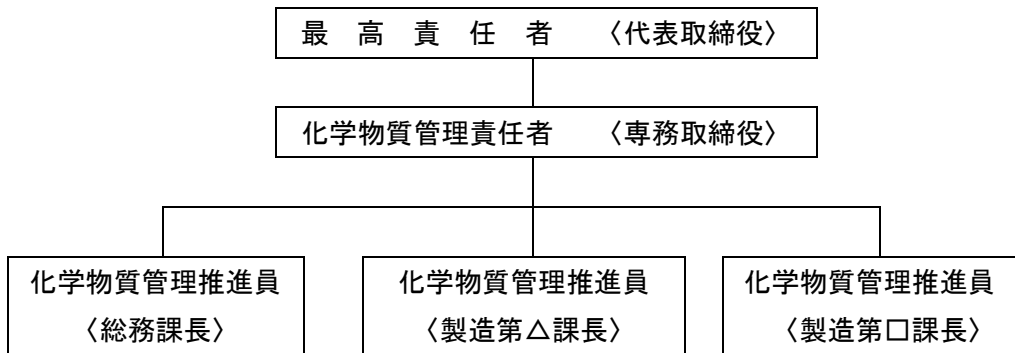 最 高 責 任 者 〈代表取締役〉
化学物質管理責任者 〈専務取締役〉
化学物質管理推進員
〈総務課長〉
化学物質管理推進員
〈製造第△課長〉
化学物質管理推進員
〈製造第□課長〉